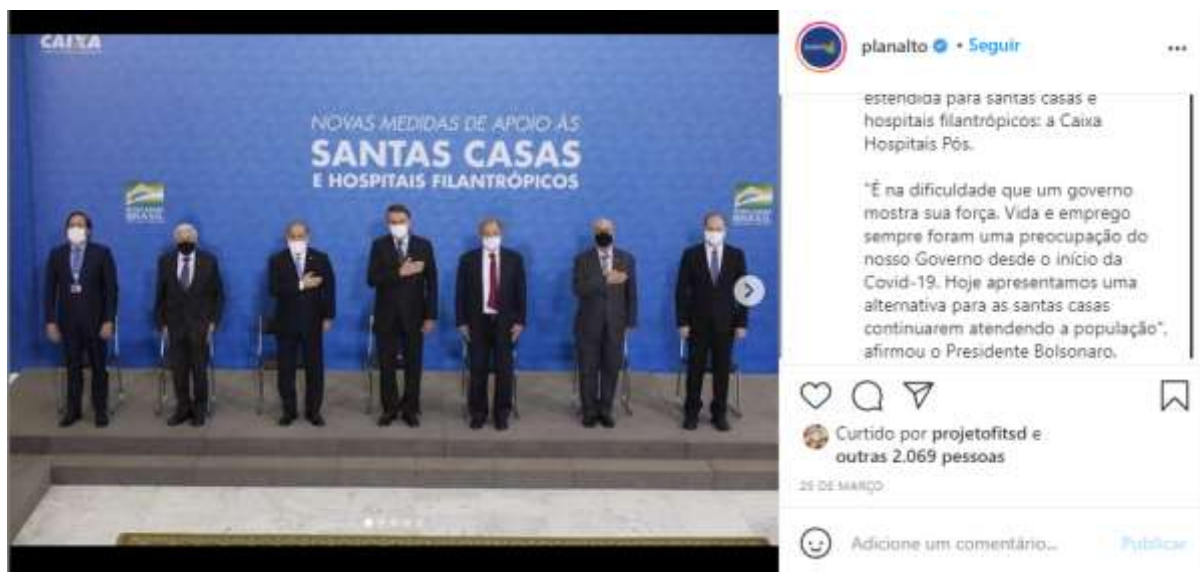 CAIXA
NOVAS MEDIDAS DE APOIO ÀS
SANTAS CASAS
E HOSPITAIS FILANTRÓPICOS
BRASIL
BRASIL
planalto • Seguir
estendida para santas casas e
hospitais filantrópicos: a Caixa
Hospitais Pós.
"É na dificuldade que um governo
mostra sua força. Vida e emprego
sempre foram uma preocupação do
nosso Governo desde o início da
Covid-19. Hoje apresentamos uma
alternativa para as santas casas
continuarem atendendo a população",
afirmou o Presidente Bolsonaro.
Curtido por projetofitsd e
outras 2.069 pessoas
25 DE MARÇO
Adicione um comentário...
Publicar